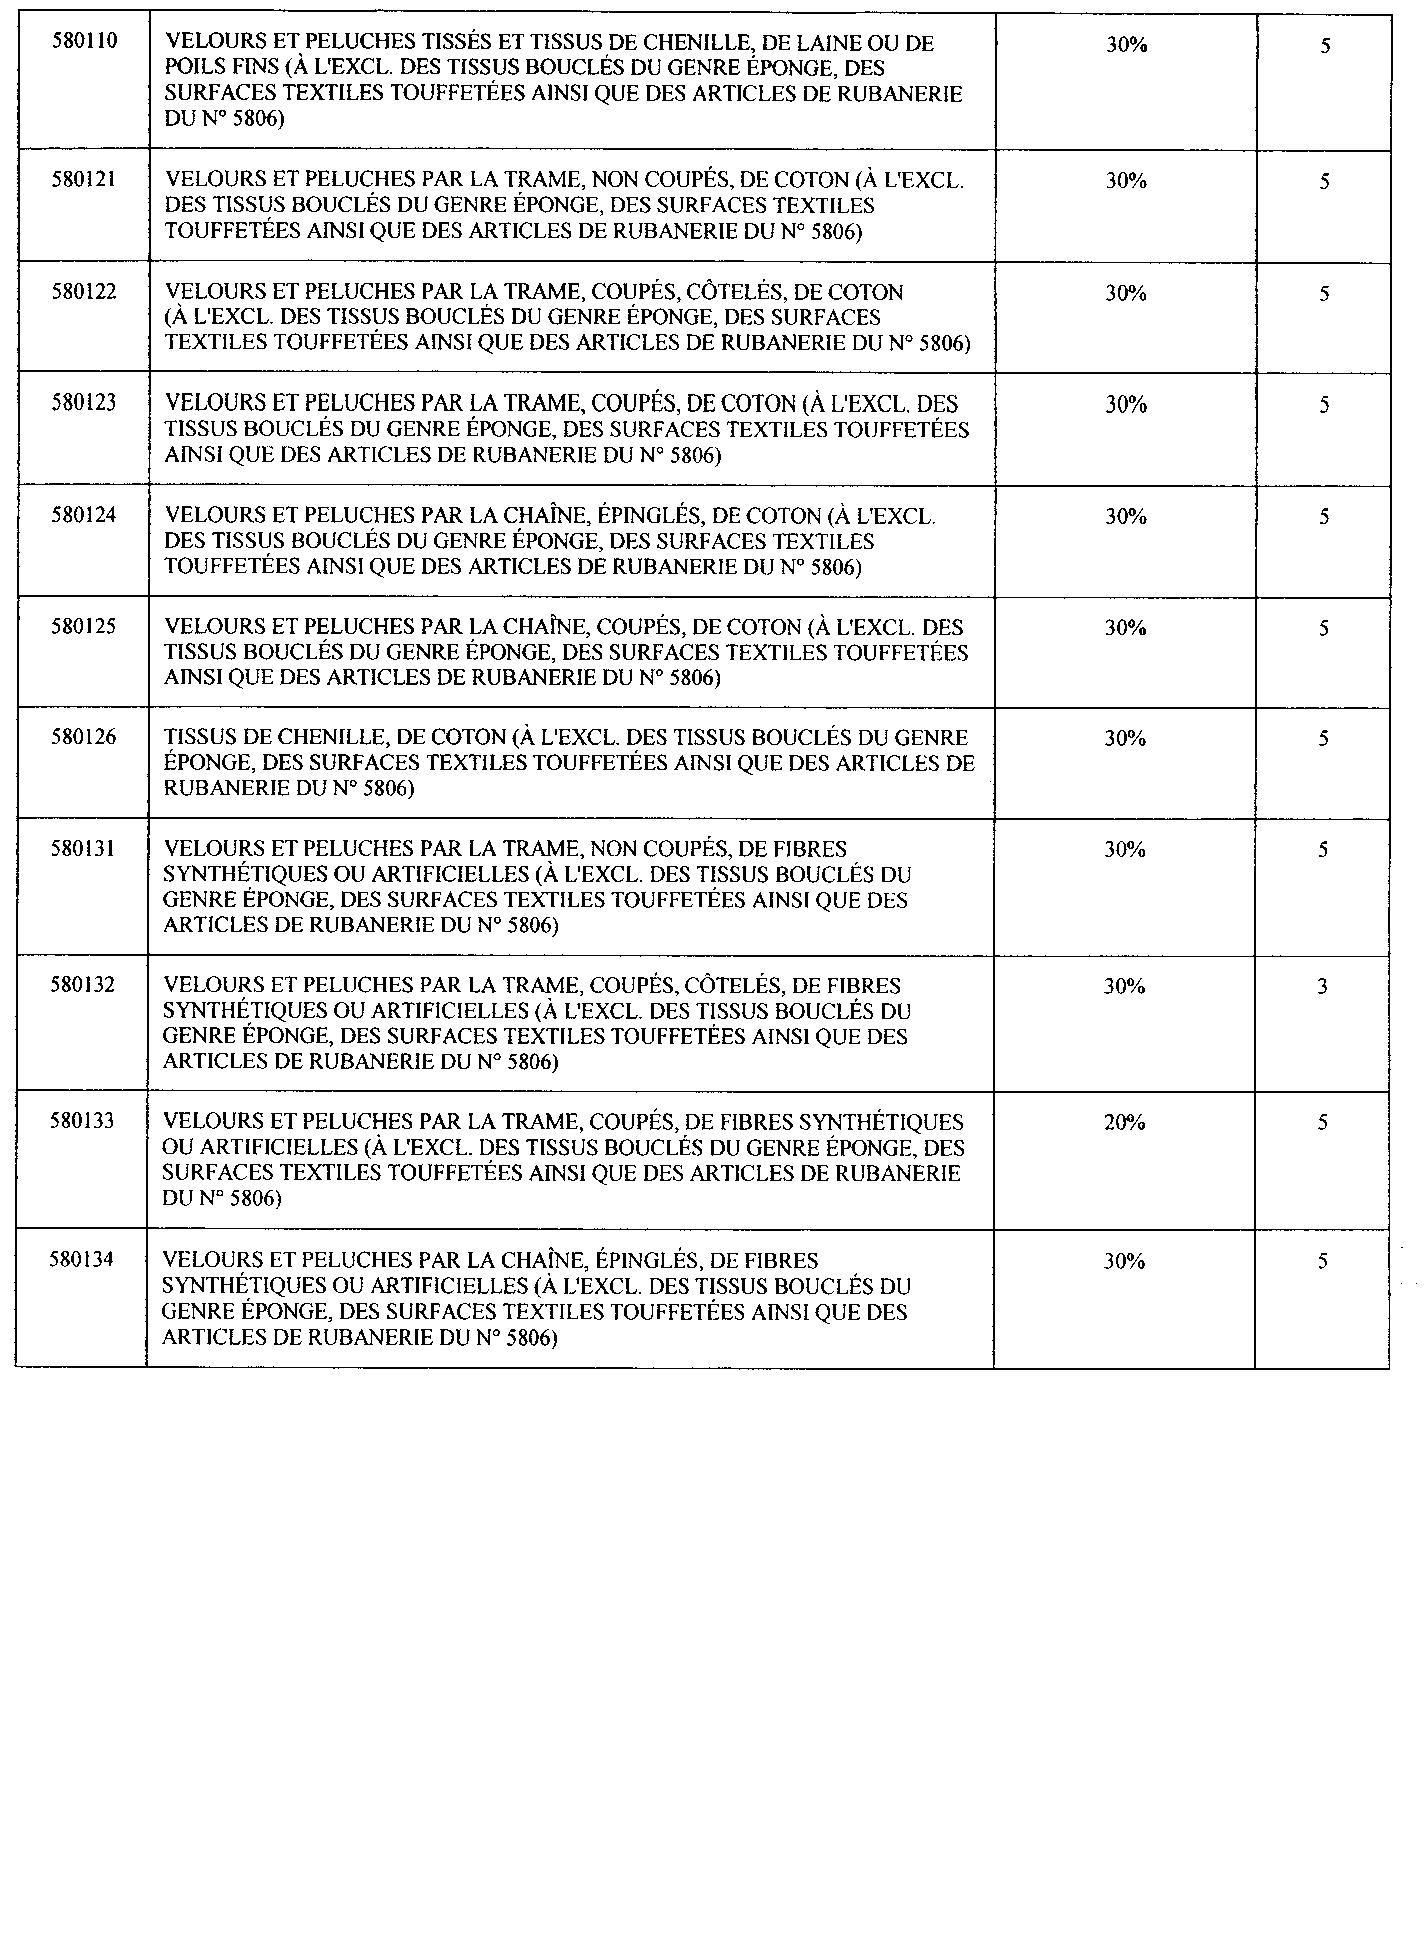 580110 VELOURS ET PELUCHES TISSÉS ET TISSUS DE CHENILLE, DE LAINE OU DE 30% 5
POILS FINS (À L'EXCL. DES TISSUS BOUCLÉS DU GENRE ÉPONGE, DES
SURFACES TEXTILES TOUFFETÉES AINSI QUE DES ARTICLES DE RUBANERIE
DU N° 5806)
580121 VELOURS ET PELUCHES PAR LA TRAME, NON COUPÉS, DE COTON (À L'EXCL. 30% 5
DES TISSUS BOUCLÉS DU GENRE ÉPONGE, DES SURFACES TEXTILES
TOUFFETÉES AINSI QUE DES ARTICLES DE RUBANERIE DU N° 5806)
580122 VELOURS ET PELUCHES PAR LA TRAME, COUPÉS, CÔTELÉS, DE COTON 30% 5
(À L'EXCL. DES TISSUS BOUCLÉS DU GENRE ÉPONGE, DES SURFACES
TEXTILES TOUFFETÉES AINSI QUE DES ARTICLES DE RUBANERIE DU N° 5806)
580123 VELOURS ET PELUCHES PAR LA TRAME, COUPÉS, DE COTON (À L'EXCL. DES 30% 5
TISSUS BOUCLÉS DU GENRE ÉPONGE, DES SURFACES TEXTILES TOUFFETÉES
AINSI QUE DES ARTICLES DE RUBANERIE DU N° 5806)
580124 VELOURS ET PELUCHES PAR LA CHAÎNE, ÉPINGLÉS, DE COTON (À L'EXCL. 30% 5
DES TISSUS BOUCLÉS DU GENRE ÉPONGE, DES SURFACES TEXTILES
TOUFFETÉES AINSI QUE DES ARTICLES DE RUBANERIE DU N° 5806)
580125 VELOURS ET PELUCHES PAR LA CHAÎNE, COUPÉS, DE COTON (À L'EXCL. DES 30% 5
TISSUS BOUCLÉS DU GENRE ÉPONGE, DES SURFACES TEXTILES TOUFFETÉES
AINSI QUE DES ARTICLES DE RUBANERIE DU N° 5806)
580126 TISSUS DE CHENILLE, DE COTON (À L'EXCL. DES TISSUS BOUCLÉS DU GENRE 30% 5
ÉPONGE, DES SURFACES TEXTILES TOUFFETÉES AINSI QUE DES ARTICLES DE
RUBANERIE DU N° 5806)
580131 VELOURS ET PELUCHES PAR LA TRAME, NON COUPÉS, DE FIBRES 30% 5
SYNTHÉTIQUES OU ARTIFICIELLES (À L'EXCL. DES TISSUS BOUCLÉS DU
GENRE ÉPONGE, DES SURFACES TEXTILES TOUFFETÉES AINSI QUE DES
ARTICLES DE RUBANERIE DU N° 5806)
580132 VELOURS ET PELUCHES PAR LA TRAME, COUPÉS, CÔTELÉS, DE FIBRES 30% 3
SYNTHÉTIQUES OU ARTIFICIELLES (À L'EXCL. DES TISSUS BOUCLÉS DU
GENRE ÉPONGE, DES SURFACES TEXTILES TOUFFETÉES AINSI QUE DES
ARTICLES DE RUBANERIE DU N° 5806)
580133 VELOURS ET PELUCHES PAR LA TRAME, COUPÉS, DE FIBRES SYNTHÉTIQUES 20% 5
OU ARTIFICIELLES (À L'EXCL. DES TISSUS BOUCLÉS DU GENRE ÉPONGE, DES
SURFACES TEXTILES TOUFFETÉES AINSI QUE DES ARTICLES DE RUBANERIE
DU N° 5806)
580134 VELOURS ET PELUCHES PAR LA CHAÎNE, ÉPINGLÉS, DE FIBRES 30% 5
SYNTHÉTIQUES OU ARTIFICIELLES (À L'EXCL. DES TISSUS BOUCLÉS DU
GENRE ÉPONGE, DES SURFACES TEXTILES TOUFFETÉES AINSI QUE DES
ARTICLES DE RUBANERIE DU N° 5806)